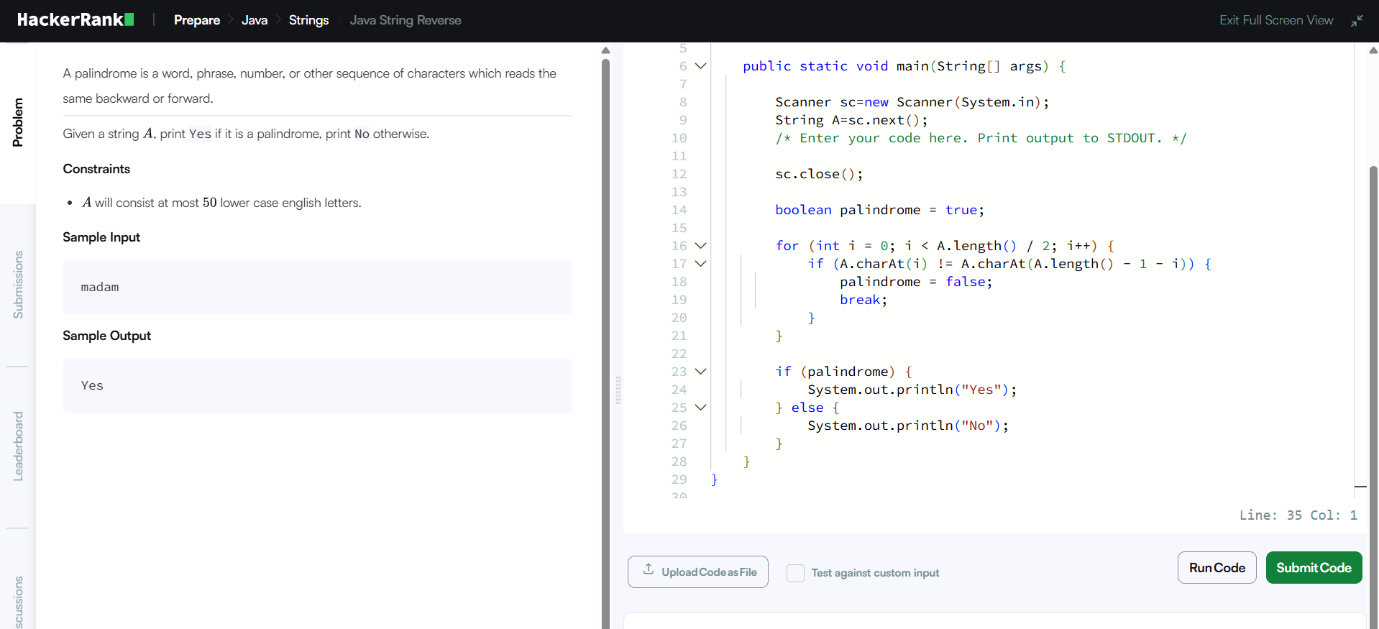 HackerRank | Prepare > Java > Strings > Java String Reverse Exit Full Screen View
Problem
Submissions
Leaderboard
scussions
A palindrome is a word, phrase, number, or other sequence of characters which reads the
same backward or forward.
Given a string A, print Yes if it is a palindrome, print No otherwise.
Constraints
• A will consist at most 50 lower case english letters.
Sample Input
madam
Sample Output
Yes
5
6 public static void main(String[] args) {
7
8 Scanner sc=new Scanner(System.in);
9 String A=sc.next();
10 /* Enter your code here. Print output to STDOUT. */
11
12 sc.close();
13
14 boolean palindrome = true;
15
16 for (int i = 0; i < A.length() / 2; i++) {
17 if (A.charAt(i) != A.charAt(A.length() - 1 - i)) {
18 palindrome = false;
19 break;
20 }
21 }
22
23 if (palindrome) {
24 System.out.println("Yes");
25 } else {
26 System.out.println("No");
27 }
28 }
29 }
30
Line: 35 Col: 1
Upload Code as File
Test against custom input
Run Code
Submit Code